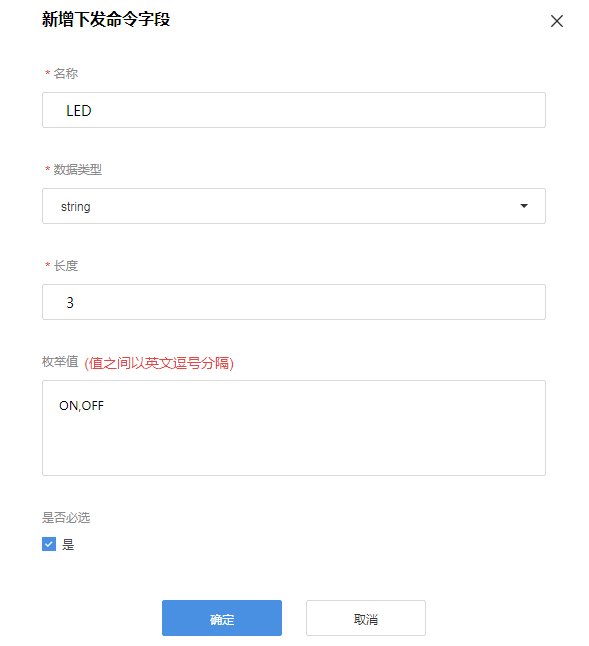 新增下发命令字段
* 名称
LED
* 数据类型
string
* 长度
3
枚举值 (值之间以英文逗号分隔)
ON,OFF
是否必选
是
确定 取消